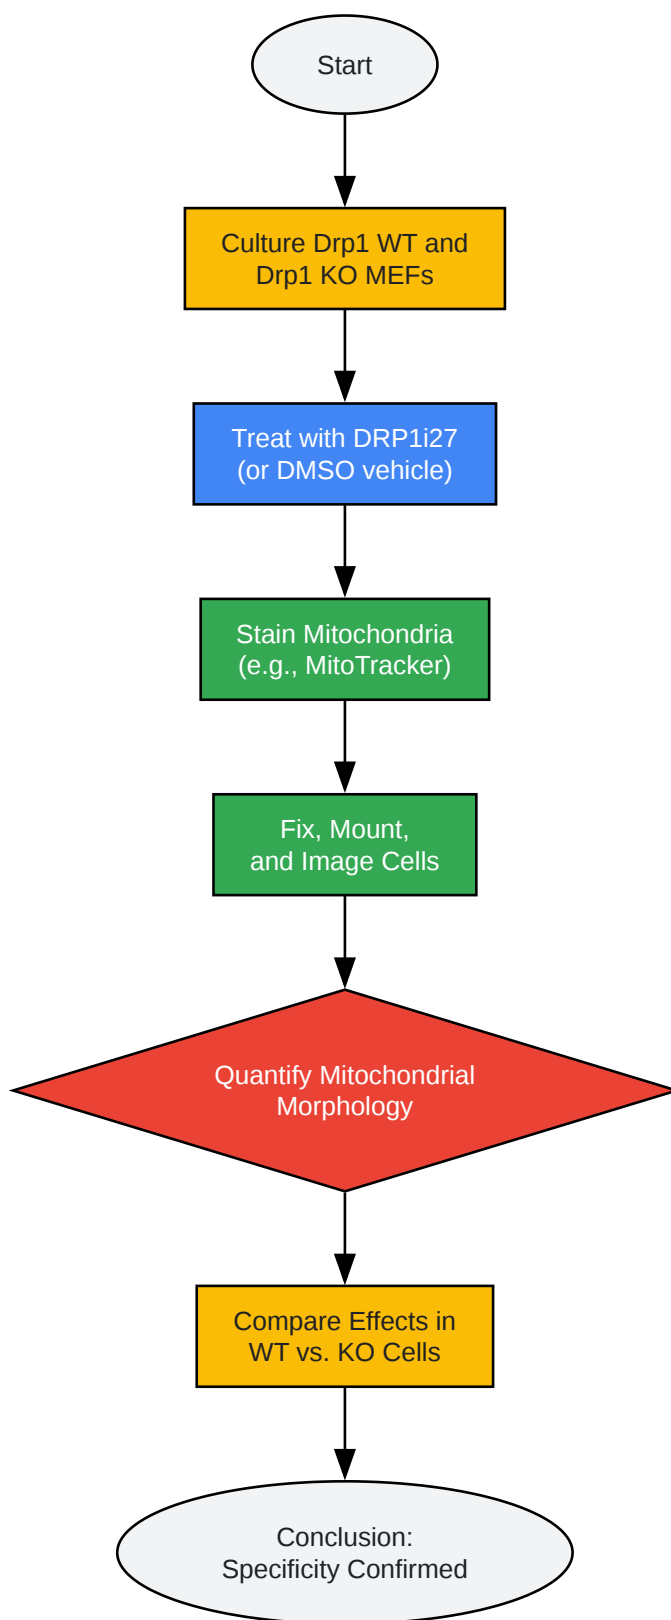 Start
Culture Drp1 WT and
Drp1 KO MEFs
Treat with DRP1i27
(or DMSO vehicle)
Stain Mitochondria
(e.g., MitoTracker)
Fix, Mount,
and Image Cells
Quantify Mitochondrial
Morphology
Compare Effects in
WT vs. KO Cells
Conclusion:
Specificity Confirmed